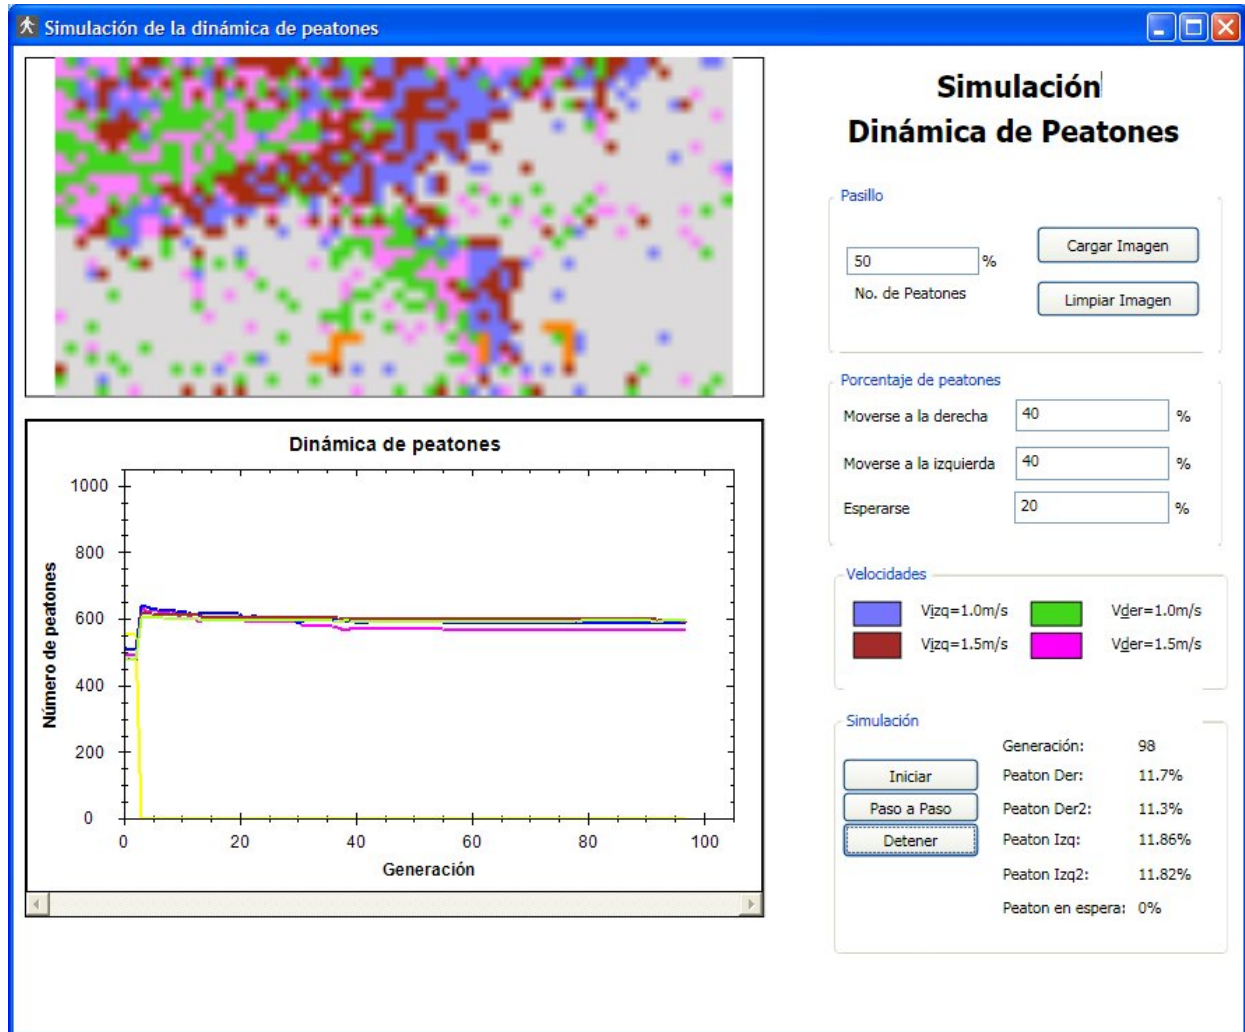 Simulación de la dinámica de peatones
Simulación
Dinámica de Peatones
Pasillo
50 %
No. de Peatones
Cargar Imagen
Limpiar Imagen
Porcentaje de peatones
Moverse a la derecha 40 %
Moverse a la izquierda 40 %
Esperarse 20 %
Velocidades
Vizq=1.0m/s Vder=1.0m/s
Vizq=1.5m/s Vder=1.5m/s
Simulación
Generación: 98
Iniciar Peaton Der: 11.7%
Paso a Paso Peaton Der2: 11.3%
Detener Peaton Izq: 11.86%
Peaton Izq2: 11.82%
Peaton en espera: 0%
Dinámica de peatones
Número de peatones
1000
800
600
400
200
0
0 20 40 60 80 100
Generación